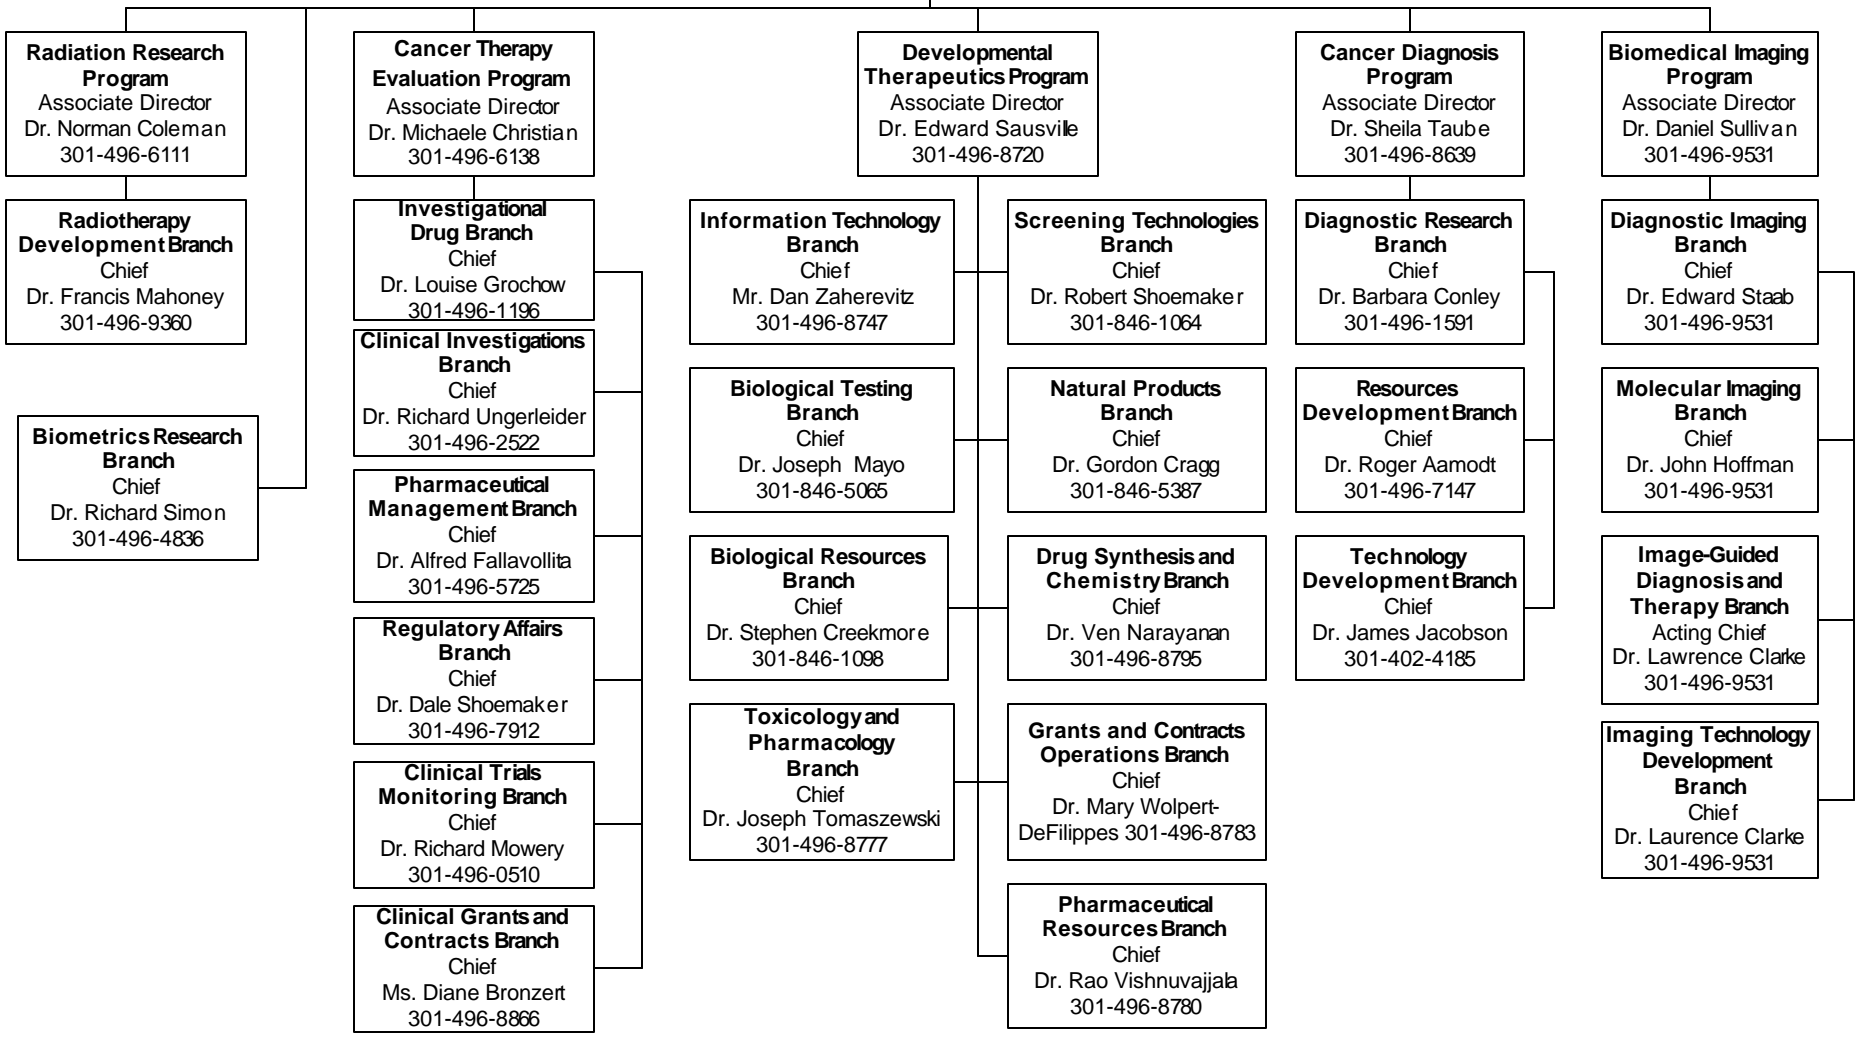 Radiation Research
Program
Associate Director
Dr. Norman Coleman
301-496-6111
Radiotherapy
Development Branch
Chief
Dr. Francis Mahoney
301-496-9360
Biometrics Research
Branch
Chief
Dr. Richard Simon
301-496-4836
Cancer Therapy
Evaluation Program
Associate Director
Dr. Michaele Christian
301-496-6138
Investigational
Drug Branch
Chief
Dr. Louise Grochow
301-496-1196
Clinical Investigations
Branch
Chief
Dr. Richard Ungerleider
301-496-2522
Pharmaceutical
Management Branch
Chief
Dr. Alfred Fallavollita
301-496-5725
Regulatory Affairs
Branch
Chief
Dr. Dale Shoemaker
301-496-7912
Clinical Trials
Monitoring Branch
Chief
Dr. Richard Mowery
301-496-0510
Clinical Grants and
Contracts Branch
Chief
Ms. Diane Bronzert
301-496-8866
Developmental
Therapeutics Program
Associate Director
Dr. Edward Sausville
301-496-8720
Information Technology
Branch
Chief
Mr. Dan Zaherevitz
301-496-8747
Screening Technologies
Branch
Chief
Dr. Robert Shoemaker
301-846-1064
Biological Testing
Branch
Chief
Dr. Joseph Mayo
301-846-5065
Natural Products
Branch
Chief
Dr. Gordon Cragg
301-846-5387
Biological Resources
Branch
Chief
Dr. Stephen Creekmore
301-846-1098
Drug Synthesis and
Chemistry Branch
Chief
Dr. Ven Narayanan
301-496-8795
Toxicology and
Pharmacology
Branch
Chief
Dr. Joseph Tomaszewski
301-496-8777
Grants and Contracts
Operations Branch
Chief
Dr. Mary Wolpert-
DeFilippes 301-496-8783
Pharmaceutical
Resources Branch
Chief
Dr. Rao Vishnuvajjala
301-496-8780
Cancer Diagnosis
Program
Associate Director
Dr. Sheila Taube
301-496-8639
Diagnostic Research
Branch
Chief
Dr. Barbara Conley
301-496-1591
Resources
Development Branch
Chief
Dr. Roger Aamodt
301-496-7147
Technology
Development Branch
Chief
Dr. James Jacobson
301-402-4185
Biomedical Imaging
Program
Associate Director
Dr. Daniel Sullivan
301-496-9531
Diagnostic Imaging
Branch
Chief
Dr. Edward Staab
301-496-9531
Molecular Imaging
Branch
Chief
Dr. John Hoffman
301-496-9531
Image-Guided
Diagnosis and
Therapy Branch
Acting Chief
Dr. Lawrence Clarke
301-496-9531
Imaging Technology
Development
Branch
Chief
Dr. Laurence Clarke
301-496-9531